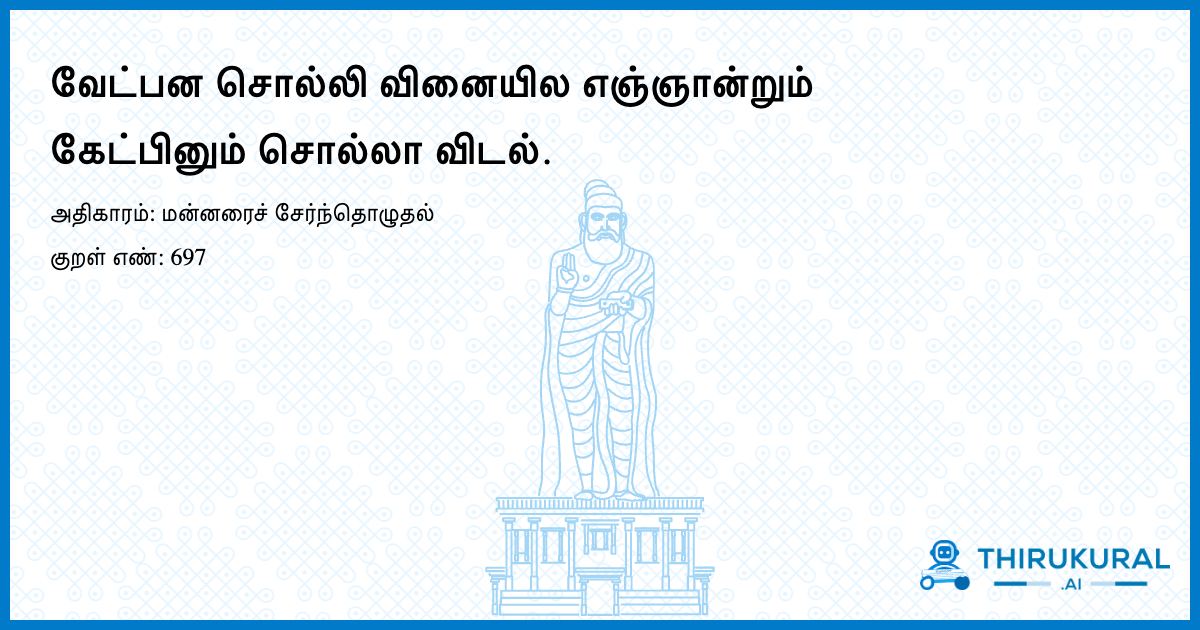 வேட்பன சொல்லி வினையில எஞ்ஞான்றும்
கேட்பினும் சொல்லா விடல்.
அதிகாரம்: மன்னரைச் சேர்ந்தொழுதல்
குறள் எண்: 697
THIRUKURAL
.AI